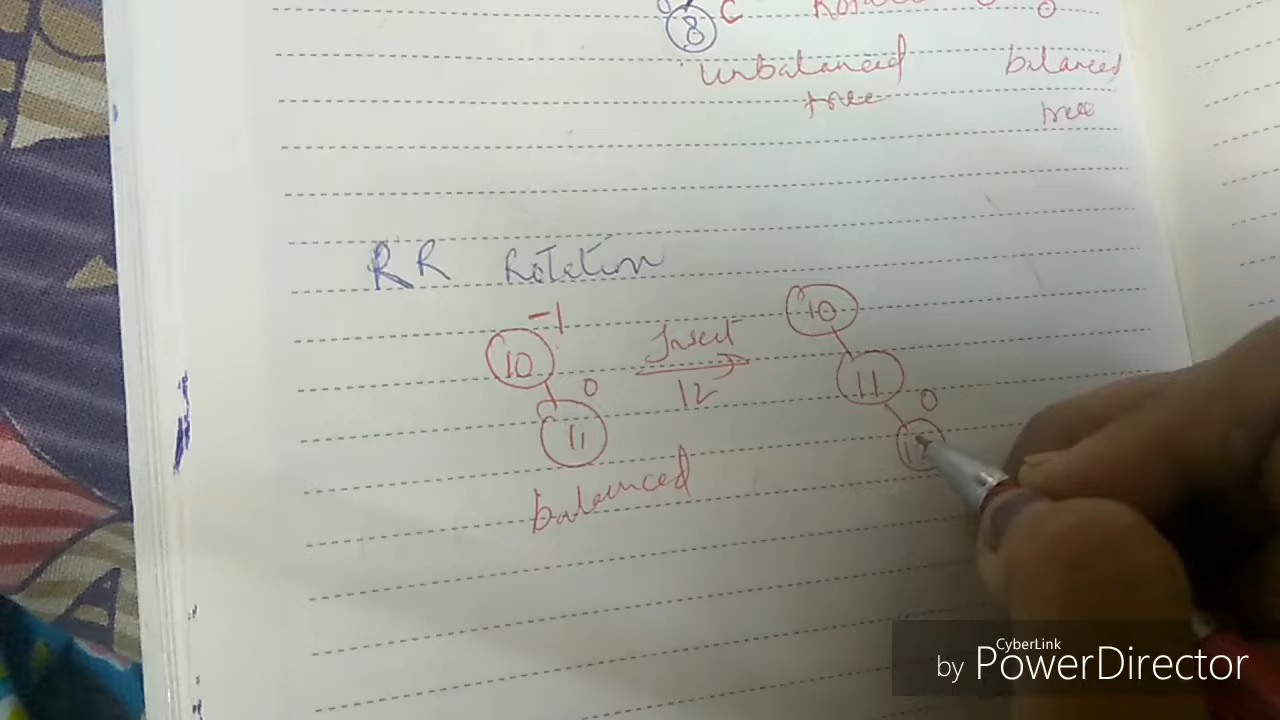 8 C
unbalanced balanced
tree tree
RR Rotation
-1
10 Insert 10
0 12 11
11 0
balanced 12
CyberLink
by PowerDirector